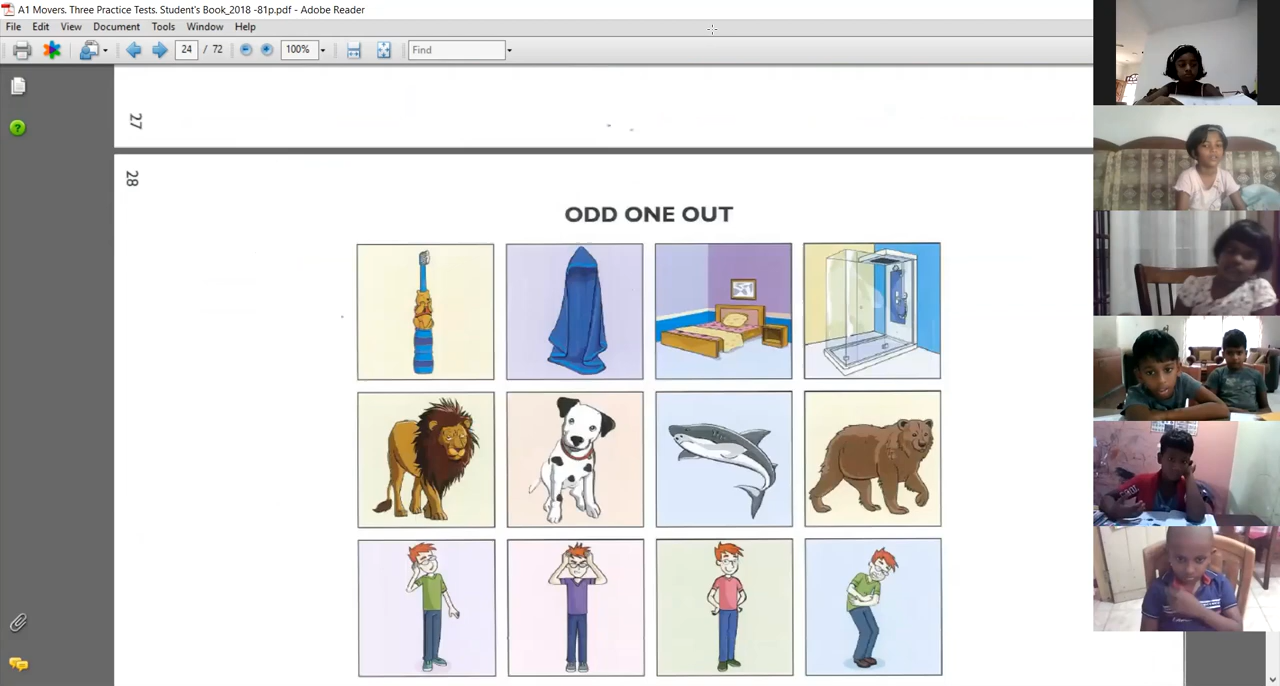 A1 Movers. Three Practice Tests. Student's Book_2018 -81p.pdf - Adobe Reader
File Edit View Document Tools Window Help
24 / 72 100% Find
27
28
ODD ONE OUT